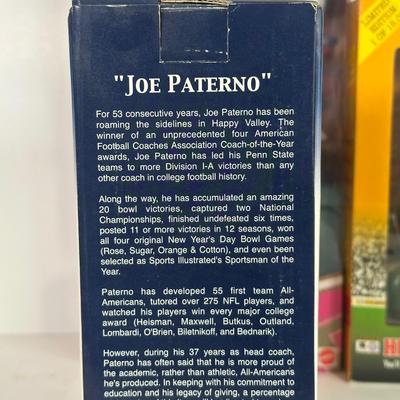 "JOE PATERNO"
For 53 consecutive years, Joe Paterno has been
roaming the sidelines in Happy Valley. The
winner of an unprecedented four American
Football Coaches Association Coach-of-the-Year
awards, Joe Paterno has led his Penn State
teams to more Division I-A victories than any
other coach in college football history.
Along the way, he has accumulated an amazing
20 bowl victories, captured two National
Championships, finished undefeated six times,
posted 11 or more victories in 12 seasons, won
all four original New Year's Day Bowl Games
(Rose, Sugar, Orange & Cotton), and even been
selected as Sports Illustrated's Sportsman of the
Year.
Paterno has developed 55 first team All-
Americans, tutored over 275 NFL players, and
watched his players win every major college
award (Heisman, Maxwell, Butkus, Outland,
Lombardi, O'Brien, Biletnikoff, and Bednarik).
However, during his 37 years as head coach,
Paterno has often said that he is more proud of
the academic, rather than athletic, All-Americans
he's produced. In keeping with his commitment to
education and his legacy of giving, a percentage
LIMITED
EDITION
1 OF